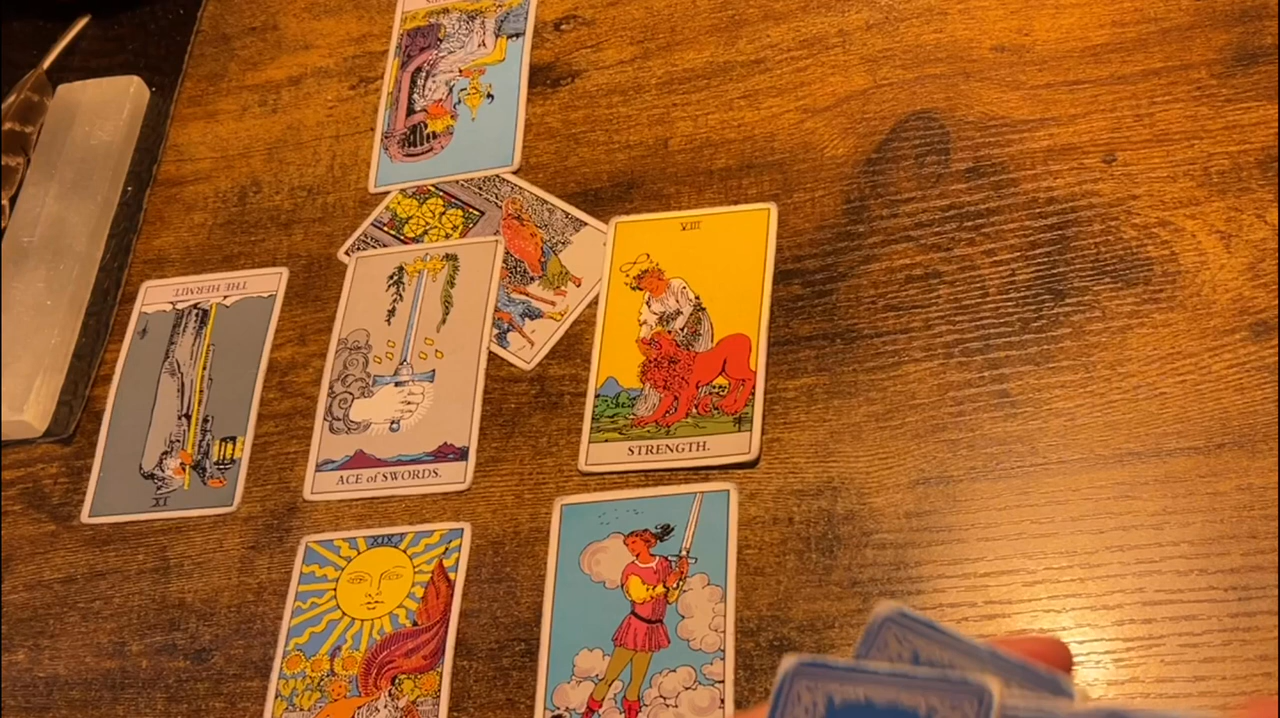 VIII
THE HERMIT.
STRENGTH.
ACE of SWORDS.
IX
XIX